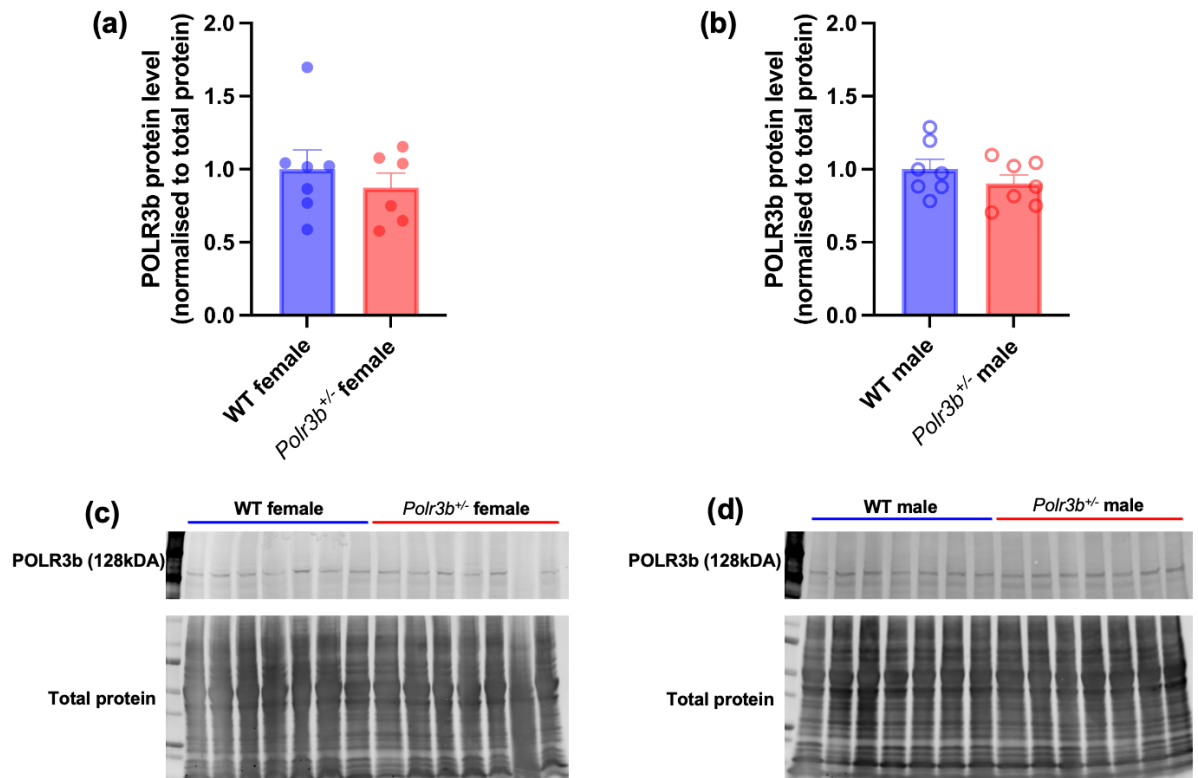 (a)
POLR3b protein level
(normalised to total protein)
2.0
1.5
1.0
0.5
0.0
WT female
Polr3b+/- female
(b)
POLR3b protein level
(normalised to total protein)
2.0
1.5
1.0
0.5
0.0
WT male
Polr3b+/- male
(c)
WT female
Polr3b+/- female
POLR3b (128kDA)
Total protein
(d)
WT male
Polr3b+/- male
POLR3b (128kDA)
Total protein